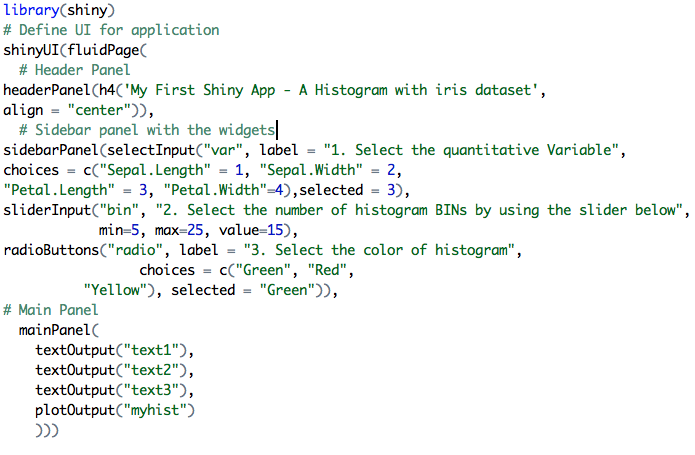 library(shiny)
# Define UI for application
shinyUI(fluidPage(
  # Header Panel
headerPanel(h4('My First Shiny App - A Histogram with iris dataset',
align = "center")),
  # Sidebar panel with the widgets
sidebarPanel(selectInput("var", label = "1. Select the quantitative Variable",
choices = c("Sepal.Length" = 1, "Sepal.Width" = 2,
"Petal.Length" = 3, "Petal.Width"=4),selected = 3),
sliderInput("bin", "2. Select the number of histogram BINs by using the slider below",
            min=5, max=25, value=15),
radioButtons("radio", label = "3. Select the color of histogram",
                 choices = c("Green", "Red",
          "Yellow"), selected = "Green")),
# Main Panel
  mainPanel(
    textOutput("text1"),
    textOutput("text2"),
    textOutput("text3"),
    plotOutput("myhist")
    )))